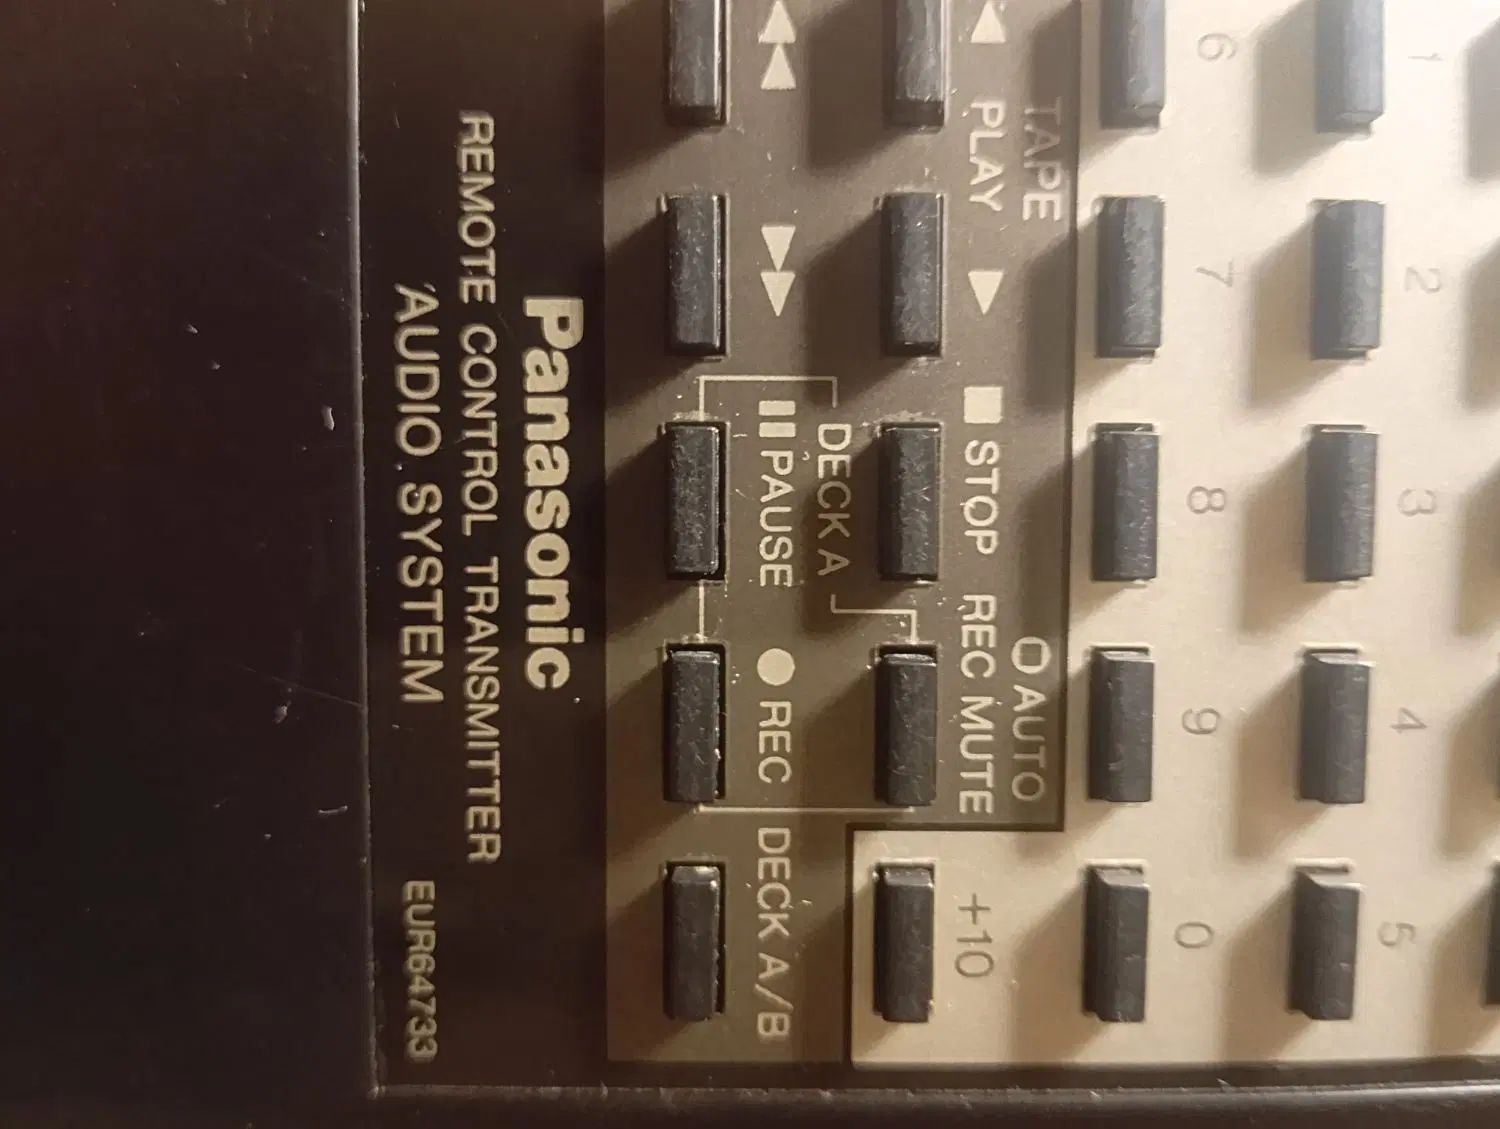 1 2 3 4 5
6 7 8 9 0
TAPE AUTO
PLAY STOP REC MUTE +10
DECK A
PAUSE REC DECK A/B
Panasonic
REMOTE CONTROL TRANSMITTER
AUDIO SYSTEM EUR64733